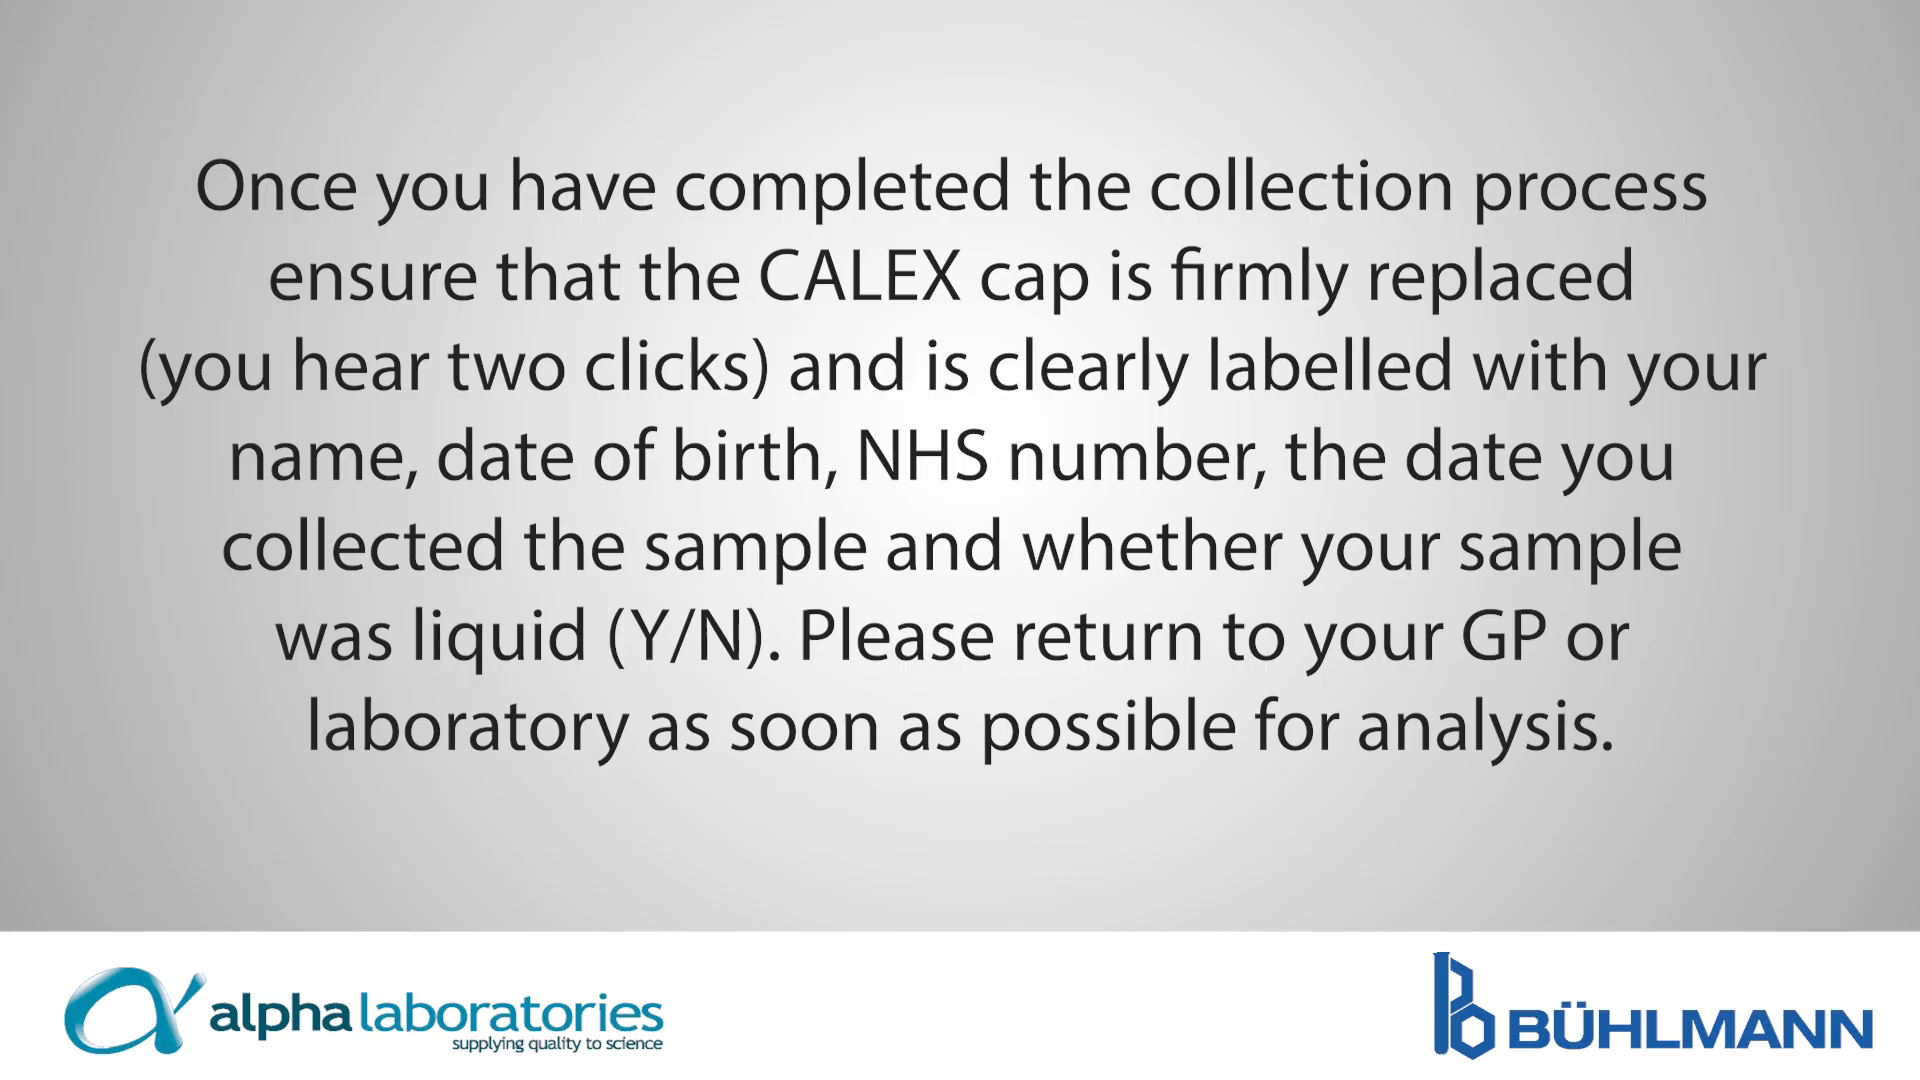 Once you have completed the collection process
ensure that the CALEX cap is firmly replaced
(you hear two clicks) and is clearly labelled with your
name, date of birth, NHS number, the date you
collected the sample and whether your sample
was liquid (Y/N). Please return to your GP or
laboratory as soon as possible for analysis.
alpha laboratories
supplying quality to science
BÜHLMANN